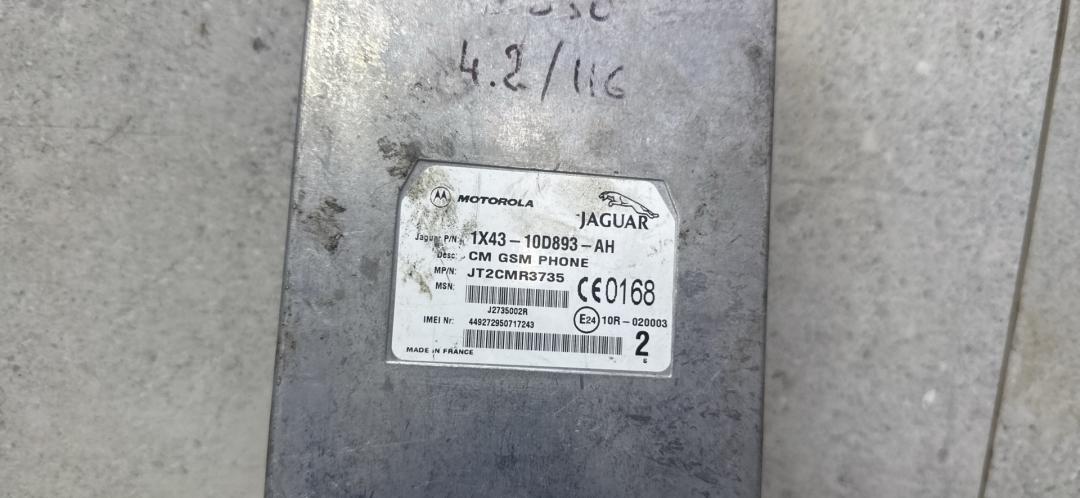 4.2/116
MOTOROLA
JAGUAR
Jaguar P/N: 1X43-10D893-AH
Desc: CM GSM PHONE
MP/N: JT2CMR3735
MSN:
CE0168
J2735002R
E24 10R-020003
IMEI Nr: 449272950717243
2
MADE IN FRANCE